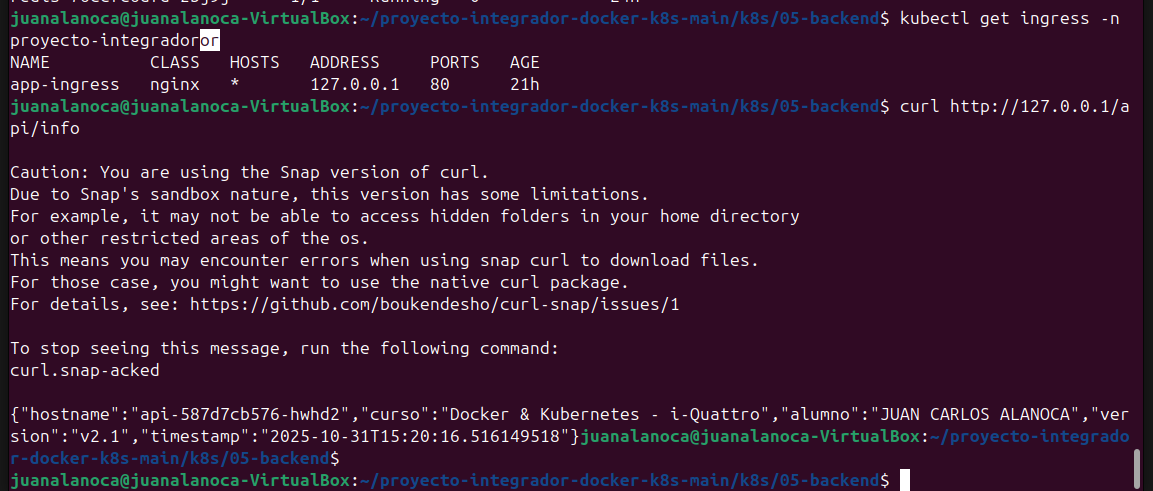 juanalanoca@juanalanoca-VirtualBox:~/proyecto-integrador-docker-k8s-main/k8s/05-backend$ kubectl get ingress -n
proyecto-integradoror
NAME CLASS HOSTS ADDRESS PORTS AGE
app-ingress nginx * 127.0.0.1 80 21h
juanalanoca@juanalanoca-VirtualBox:~/proyecto-integrador-docker-k8s-main/k8s/05-backend$ curl http://127.0.0.1/a
pi/info
Caution: You are using the Snap version of curl.
Due to Snap's sandbox nature, this version has some limitations.
For example, it may not be able to access hidden folders in your home directory
or other restricted areas of the os.
This means you may encounter errors when using snap curl to download files.
For those case, you might want to use the native curl package.
For details, see: https://github.com/boukendesho/curl-snap/issues/1
To stop seeing this message, run the following command:
curl.snap-acked
{"hostname":"api-587d7cb576-hwhd2","curso":"Docker & Kubernetes - i-Quattro","alumno":"JUAN CARLOS ALANOCA","ver
sion":"v2.1","timestamp":"2025-10-31T15:20:16.516149518"}juanalanoca@juanalanoca-VirtualBox:~/proyecto-integrado
r-docker-k8s-main/k8s/05-backend$
juanalanoca@juanalanoca-VirtualBox:~/proyecto-integrador-docker-k8s-main/k8s/05-backend$